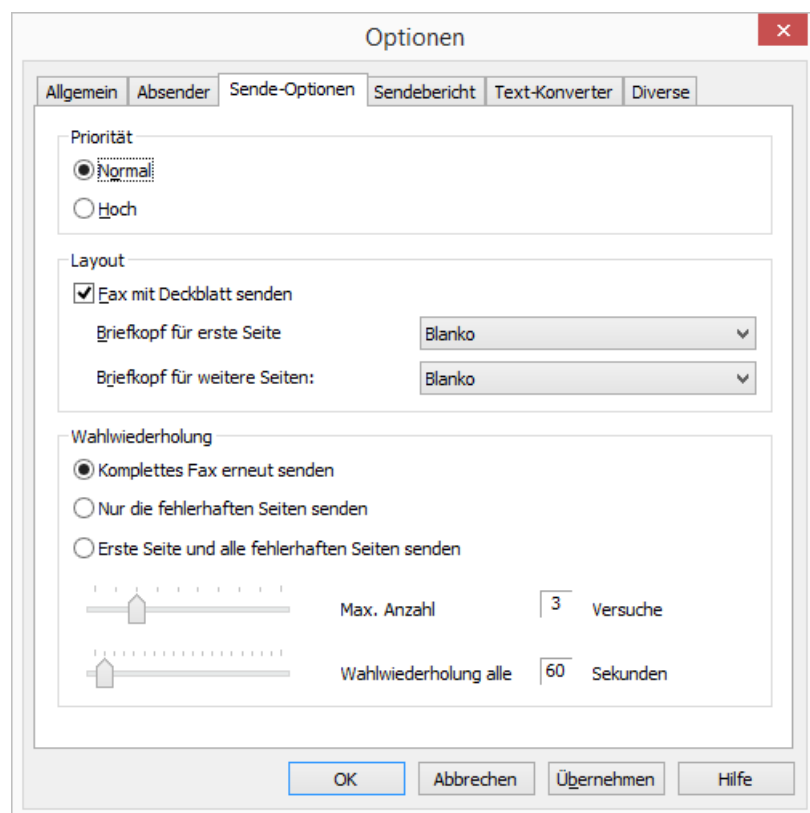 Optionen
Allgemein Absender Sende-Optionen Sendebericht Text-Konverter Diverse
Priorität
Normal
Hoch
Layout
Fax mit Deckblatt senden
Briefkopf für erste Seite Blanko
Briefkopf für weitere Seiten: Blanko
Wahlwiederholung
Komplettes Fax erneut senden
Nur die fehlerhaften Seiten senden
Erste Seite und alle fehlerhaften Seiten senden
Max. Anzahl 3 Versuche
Wahlwiederholung alle 60 Sekunden
OK Abbrechen Übernehmen Hilfe